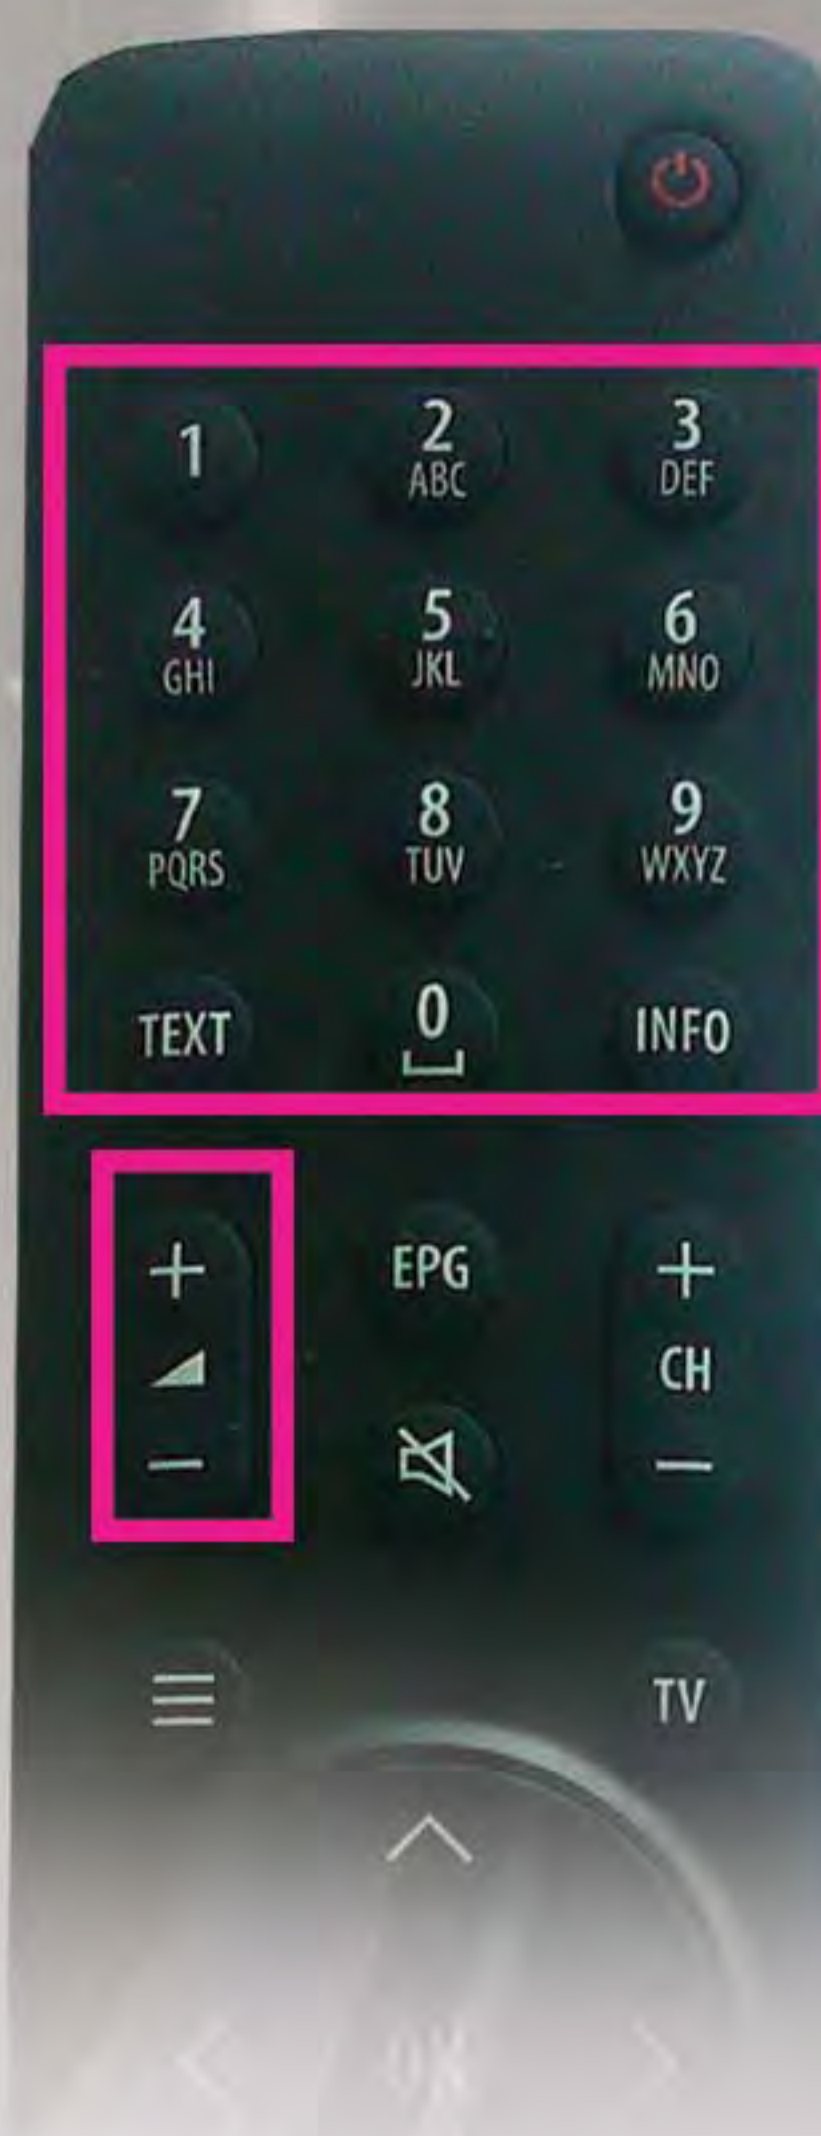 1 2 3
ABC DEF
4 5 6
GHI JKL MNO
7 8 9
PQRS TUV WXYZ
TEXT 0 INFO
+ EPG +
CH
- -
TV
OK